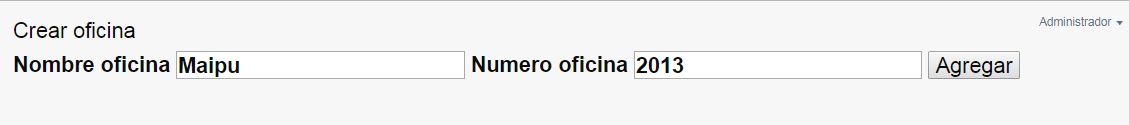 Administrador
Crear oficina
Nombre oficina Maipu Numero oficina 2013 Agregar